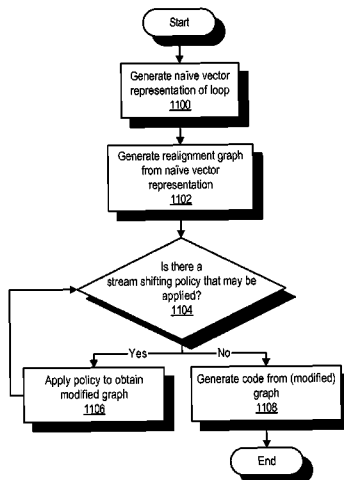 Start
Generate naïve vector
representation of loop
1100
Generate realignment graph
from naïve vector
representation
1102
Is there a
stream shifting policy that may be
applied?
1104
Yes
No
Apply policy to obtain
modified graph
1106
Generate code from (modified)
graph
1108
End